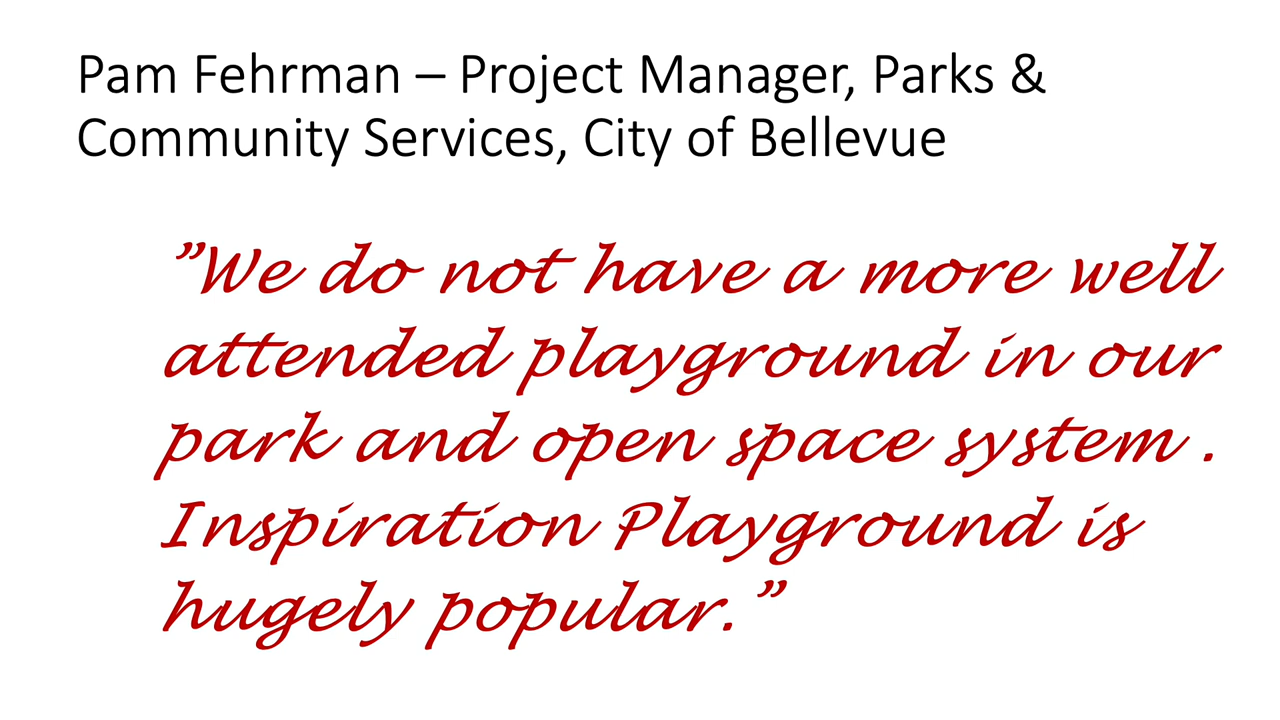 Pam Fehrman – Project Manager, Parks &
Community Services, City of Bellevue
”We do not have a more well
attended playground in our
park and open space system .
Inspiration Playground is
hugely popular.”